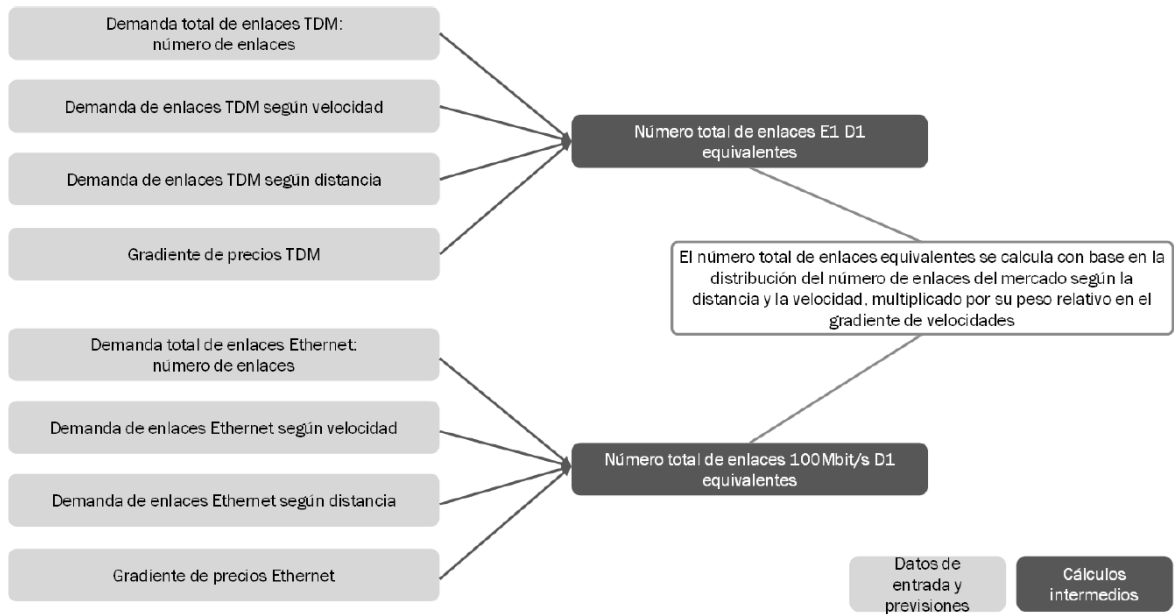 Demanda total de enlaces TDM:
número de enlaces
Demanda de enlaces TDM según velocidad
Demanda de enlaces TDM según distancia
Gradiente de precios TDM
Número total de enlaces E1 D1
equivalentes
El número total de enlaces equivalentes se calcula con base en la
distribución del número de enlaces del mercado según la
distancia y la velocidad, multiplicado por su peso relativo en el
gradiente de velocidades
Demanda total de enlaces Ethernet:
número de enlaces
Demanda de enlaces Ethernet según velocidad
Demanda de enlaces Ethernet según distancia
Gradiente de precios Ethernet
Número total de enlaces 100Mbit/s D1
equivalentes
Datos de
entrada y
previsiones
Cálculos
intermedios